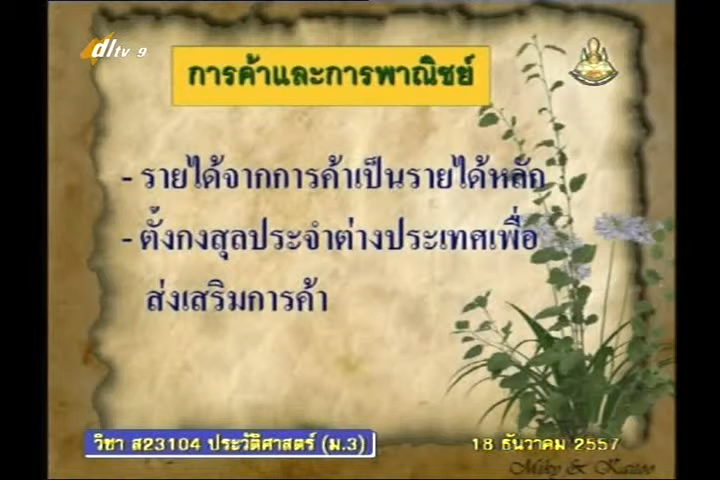 dltv 9
การค้าและการพาณิชย์
- รายได้จากการค้าเป็นรายได้หลัก
- ตั้งกงสุลประจำต่างประเทศเพื่อ
ส่งเสริมการค้า
วิชา ส23104 ประวัติศาสตร์ (ม.3)
18 ธันวาคม 2557
Miky & Kazoo